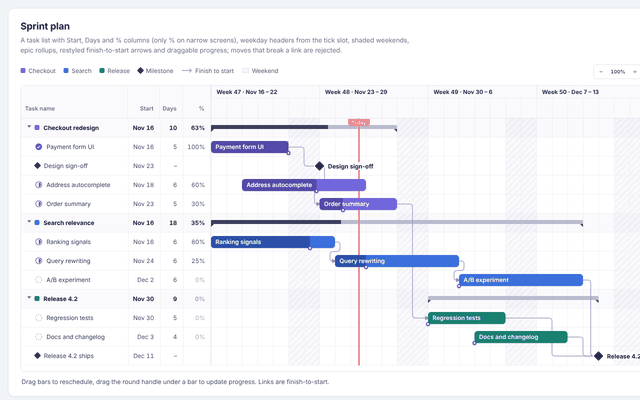 Sprint plan
A task list with Start, Days and % columns (only % on narrow screens), weekday headers from the tick slot, shaded weekends,
epic rollups, restyled finish-to-start arrows and draggable progress; moves that break a link are rejected.
Checkout Search Release Milestone Finish to start Weekend
− 100% +
Week 47 · Nov 16 – 22 Week 48 · Nov 23 – 29 Week 49 · Nov 30 – 6 Week 50 · Dec 7 – 13
Task name Start Days %
Today
Checkout redesign Nov 16 10 63%
Payment form UI Nov 16 5 100% Payment form UI
Design sign-off Nov 23 – Design sign-off
Address autocomplete Nov 18 6 60% Address autocomplete
Order summary Nov 23 5 30% Order summary
Search relevance Nov 16 18 35%
Ranking signals Nov 16 6 80% Ranking signals
Query rewriting Nov 24 6 25% Query rewriting
A/B experiment Dec 2 6 0% A/B experiment
Release 4.2 Nov 30 9 0%
Regression tests Nov 30 5 0% Regression tests
Docs and changelog Dec 3 4 0% Docs and changelog
Release 4.2 ships Dec 11 – Release 4.2
Drag bars to reschedule, drag the round handle under a bar to update progress. Links are finish-to-start.